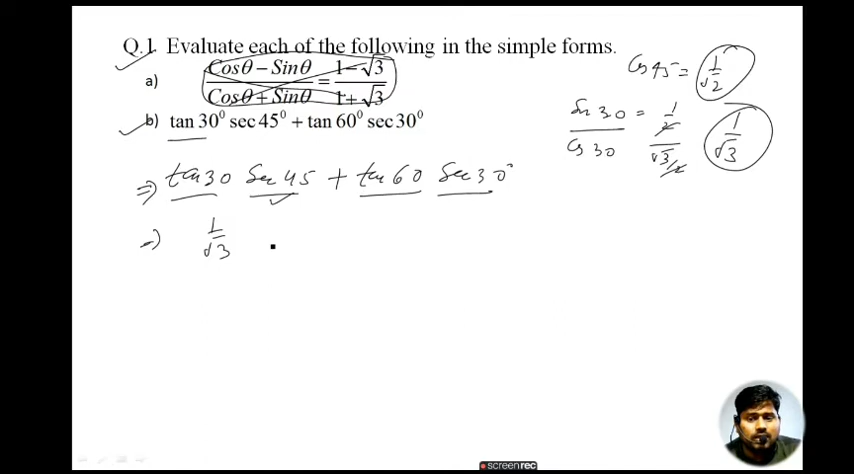 Q.1. Evaluate each of the following in the simple forms.
a) Cosθ − Sinθ / Cosθ + Sinθ = 1 − √3 / 1 + √3
b) tan 30⁰ sec 45⁰ + tan 60⁰ sec 30⁰
⇒ tan 30 Sec 45 + tan 60 Sec 30°
⇒ 1/√3
Cos 45 = 1/√2
Sin 30 / Cos 30 = 1/2 / √3/2
1/√3
screenrec